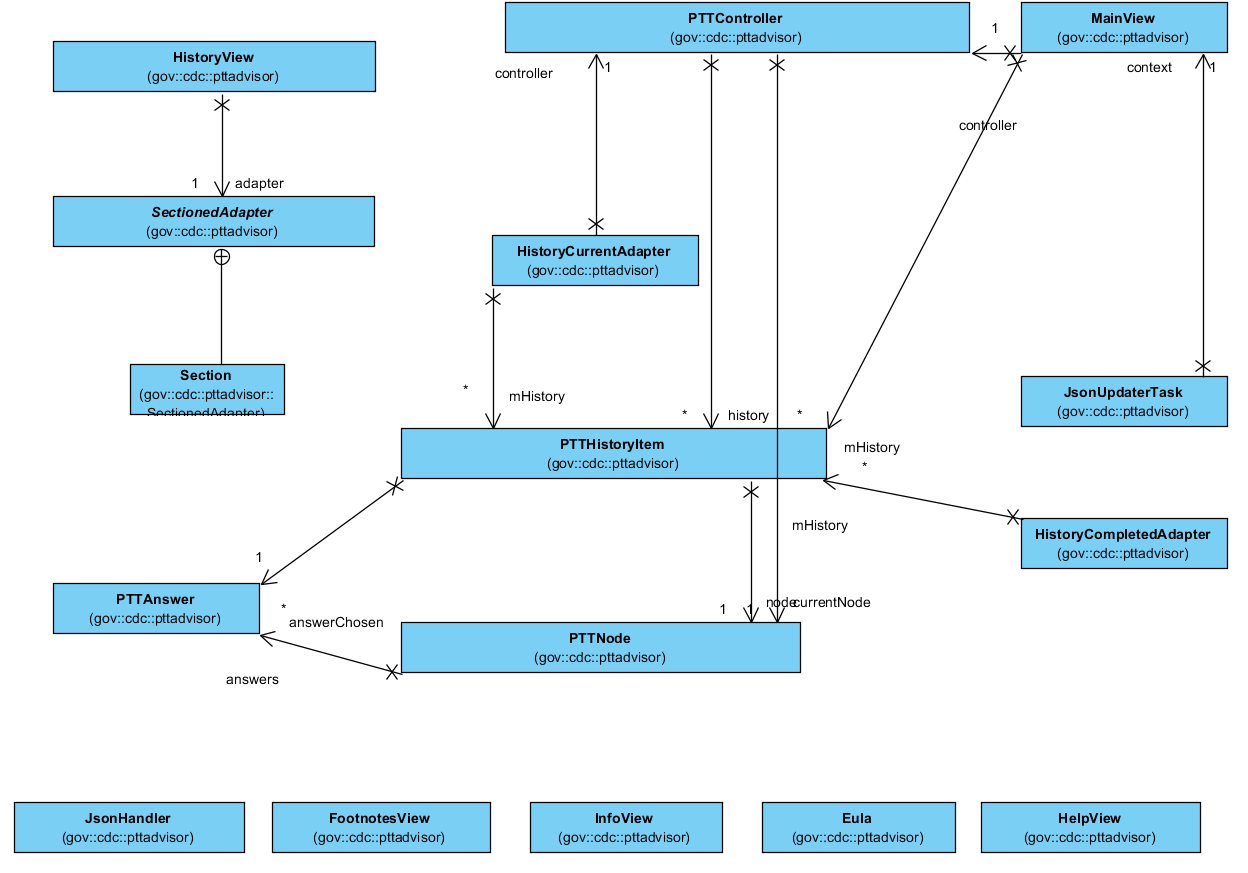 PTTController
(gov::cdc::pttadvisor)
MainView
(gov::cdc::pttadvisor)
1
HistoryView
(gov::cdc::pttadvisor)
controller
1
context
1
controller
1
adapter
SectionedAdapter
(gov::cdc::pttadvisor)
HistoryCurrentAdapter
(gov::cdc::pttadvisor)
Section
(gov::cdc::pttadvisor::
SectionedAdapter)
*
mHistory
*
history
*
JsonUpdaterTask
(gov::cdc::pttadvisor)
PTTHistoryItem
(gov::cdc::pttadvisor)
mHistory
*
mHistory
HistoryCompletedAdapter
(gov::cdc::pttadvisor)
1
PTTAnswer
(gov::cdc::pttadvisor)
*
answerChosen
1
1
node
currentNode
PTTNode
(gov::cdc::pttadvisor)
answers
JsonHandler
(gov::cdc::pttadvisor)
FootnotesView
(gov::cdc::pttadvisor)
InfoView
(gov::cdc::pttadvisor)
Eula
(gov::cdc::pttadvisor)
HelpView
(gov::cdc::pttadvisor)